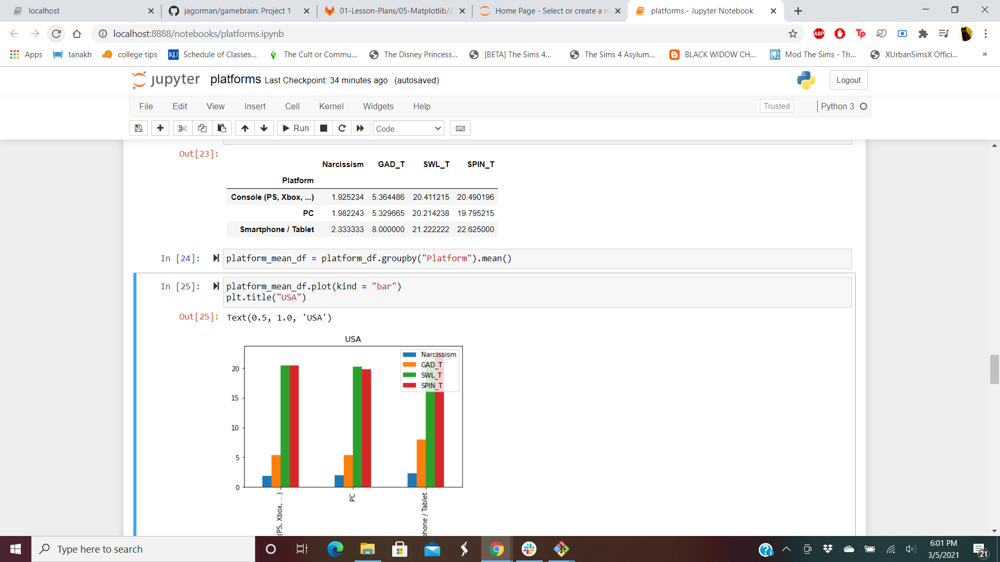 localhost
jagorman/gamebrain: Project 1
01-Lesson-Plans/05-Matplotlib/2
Home Page - Select or create a n
platforms - Jupyter Notebook
localhost:8888/notebooks/platforms.ipynb
ABP
Apps
tanakh
college tips
KU
Schedule of Classes...
The Cult or Commu...
The Disney Princess...
[BETA] The Sims 4...
The Sims 4 Asylum...
BLACK WIDOW CH...
Mod The Sims - Th...
XUrbanSimsX Offici...
»
jupyter platforms Last Checkpoint: 34 minutes ago (autosaved)
Logout
File Edit View Insert Cell Kernel Widgets Help
Trusted
Python 3
Run
Code
Out[23]:
Narcissism GAD_T SWL_T SPIN_T
Platform
Console (PS, Xbox, ...) 1.925234 5.364486 20.411215 20.490196
PC 1.982243 5.329665 20.214238 19.795215
Smartphone / Tablet 2.333333 8.000000 21.222222 22.625000
In [24]: platform_mean_df = platform_df.groupby("Platform").mean()
In [25]: platform_mean_df.plot(kind = "bar")
plt.title("USA")
Out[25]: Text(0.5, 1.0, 'USA')
USA
Narcissism
GAD_T
SWL_T
SPIN_T
20
15
10
5
0
(PS, Xbox, ...)
PC
phone / Tablet
Type here to search
6:01 PM
3/5/2021
21